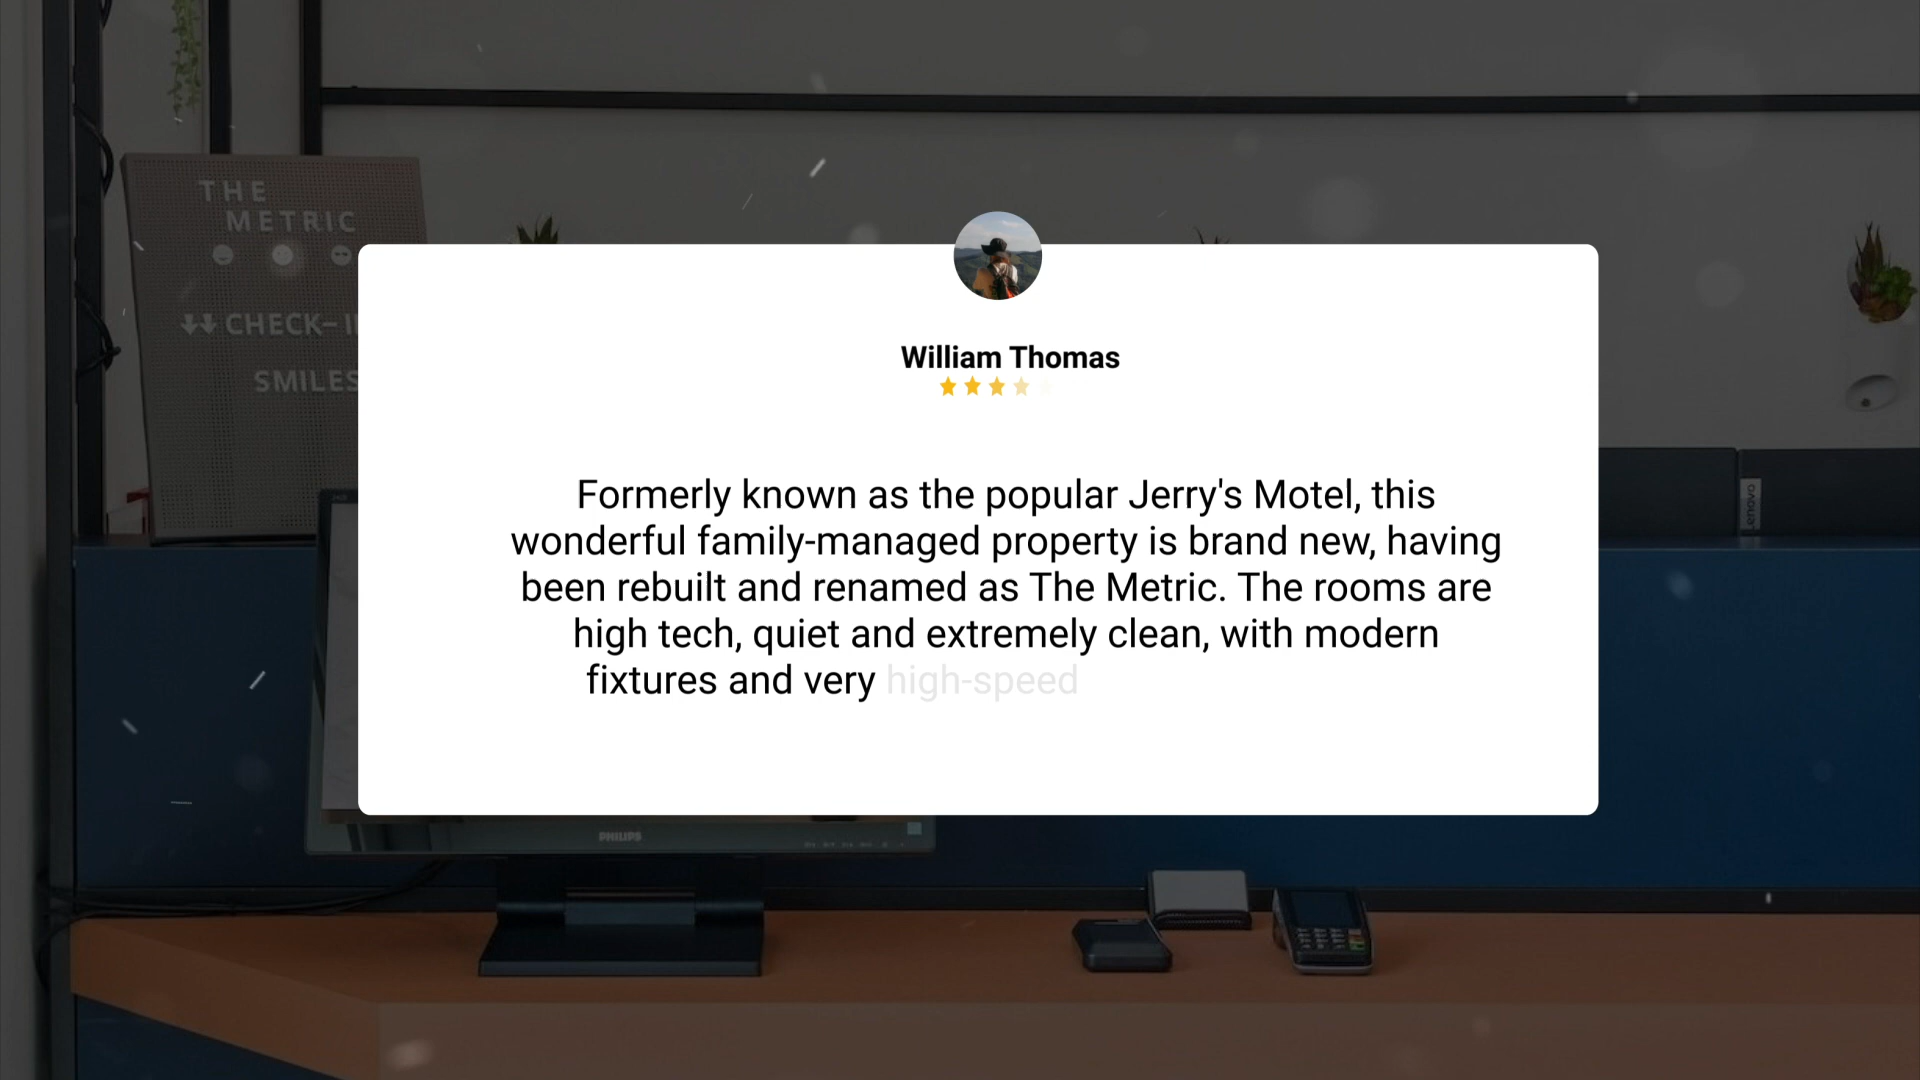 THE
METRIC
CHECK-I
SMILES
William Thomas
Formerly known as the popular Jerry's Motel, this
wonderful family-managed property is brand new, having
been rebuilt and renamed as The Metric. The rooms are
high tech, quiet and extremely clean, with modern
fixtures and very high-speed
lenovo
PHILIPS